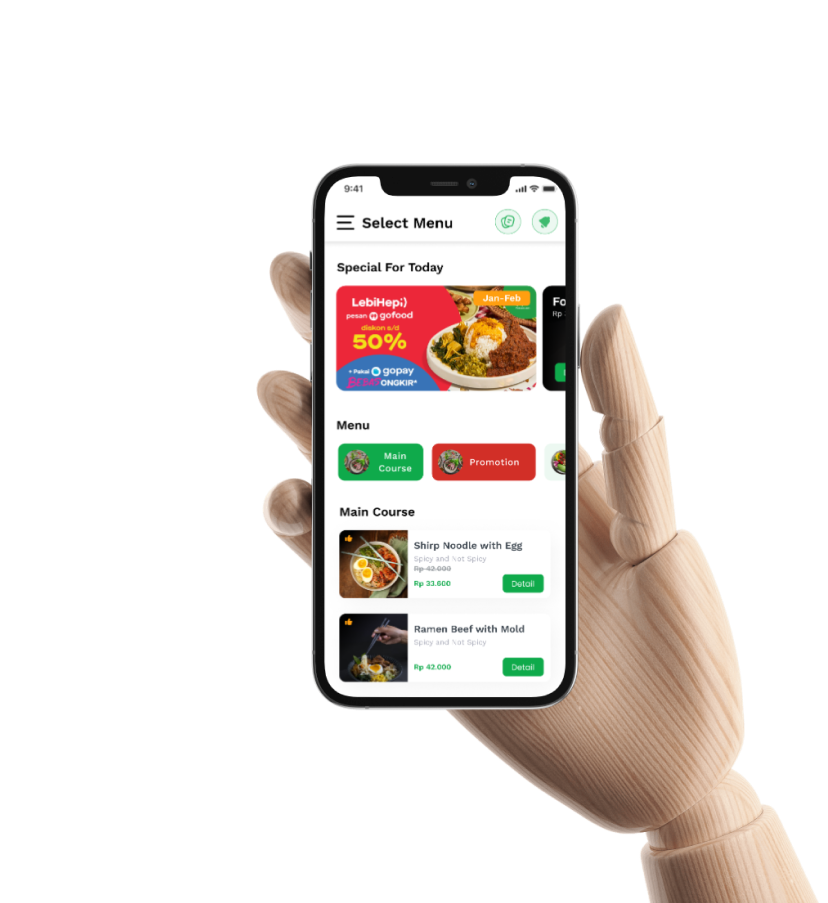 9:41
Select Menu
Special For Today
Jan-Feb
LebiHepi;)
pesan gofood
diskon s/d
50%
+ Pakai gopay
ONGKIR*
Fo
Rp
Menu
Main
Course
Promotion
Main Course
Shirp Noodle with Egg
Spicy and Not Spicy
Rp 42.000
Rp 33.600
Detail
Ramen Beef with Mold
Spicy and Not Spicy
Rp 42.000
Detail